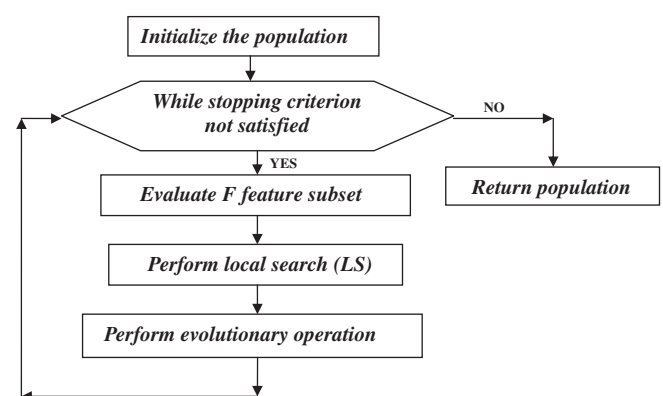 Initialize the population
While stopping criterion
not satisfied
NO
YES
Return population
Evaluate F feature subset
Perform local search (LS)
Perform evolutionary operation